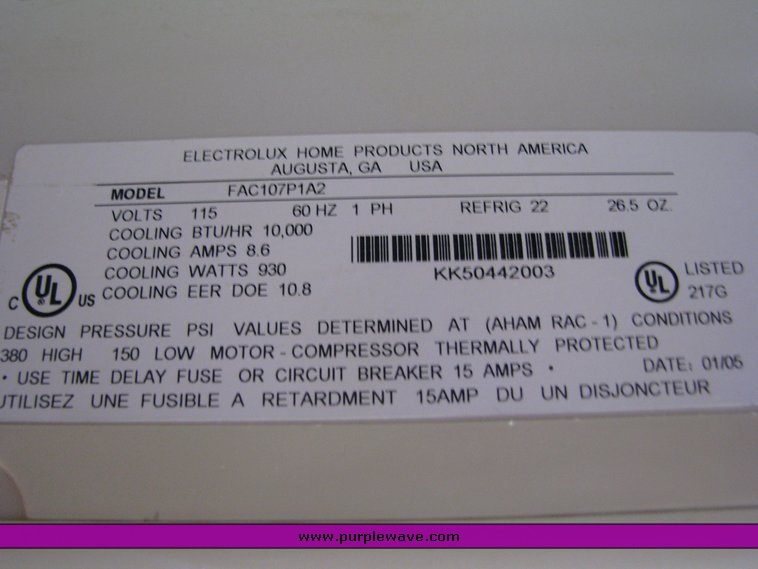 ELECTROLUX HOME PRODUCTS NORTH AMERICA
AUGUSTA, GA USA
MODEL FAC107P1A2
VOLTS 115 60 HZ 1 PH REFRIG 22 26.5 OZ.
COOLING BTU/HR 10,000
COOLING AMPS 8.6
COOLING WATTS 930
COOLING EER DOE 10.8
KK50442003
C UL US
UL LISTED
217G
DESIGN PRESSURE PSI VALUES DETERMINED AT (AHAM RAC-1) CONDITIONS
380 HIGH 150 LOW MOTOR-COMPRESSOR THERMALLY PROTECTED
• USE TIME DELAY FUSE OR CIRCUIT BREAKER 15 AMPS • DATE: 01/05
UTILISEZ UNE FUSIBLE A RETARDMENT 15AMP DU UN DISJONCTEUR
www.purplewave.com